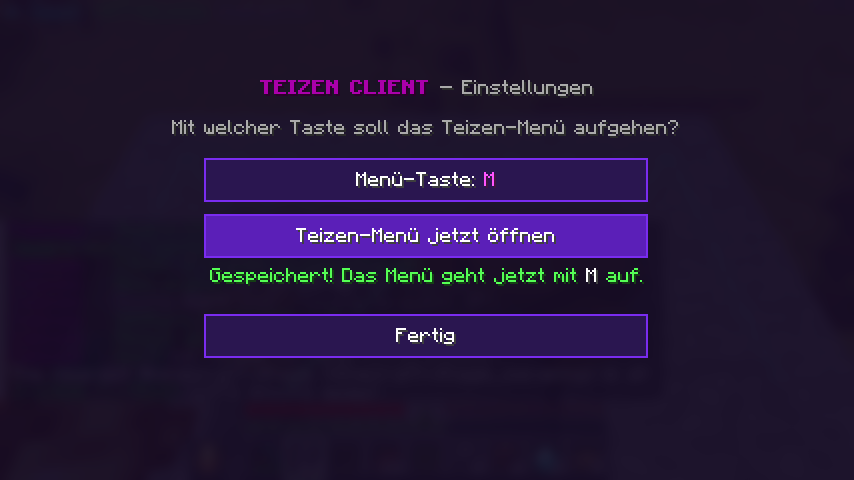 TEIZEN CLIENT – Einstellungen
Mit welcher Taste soll das Teizen-Menü aufgehen?
Menü-Taste: M
Teizen-Menü jetzt öffnen
Gespeichert! Das Menü geht jetzt mit M auf.
Fertig